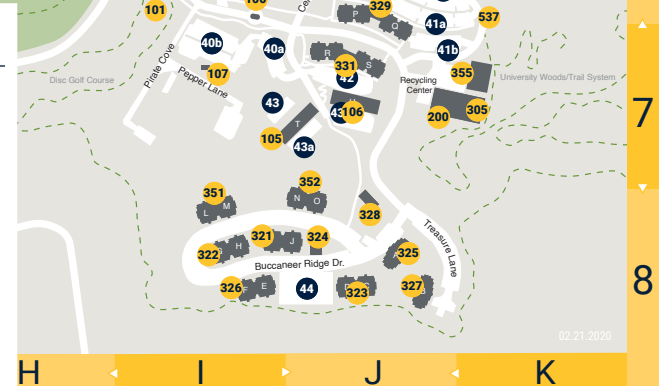 101
329
P
O
41a
537
40b
40a
R
S
331
42
41b
355
107
Pirate Cove
Pepper Lane
Disc Golf Course
Recycling
Center
University Woods/Trail System
43
106
T
200
305
7
105
43a
351
352
M
L
N
O
328
321
H
J
324
322
Treasure Lane
325
Buccaneer Ridge Dr.
326
E
44
323
327
8
02.21.2020
H
I
J
K